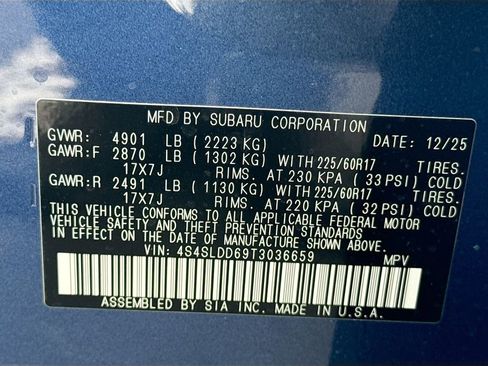 MFD BY SUBARU CORPORATION
GVWR: 4901 LB ( 2223 KG) DATE: 12/25
GAWR:F 2870 LB ( 1302 KG) WITH 225/60R17 TIRES.
17X7J RIMS. AT 230 KPA ( 33 PSI) COLD
GAWR:R 2491 LB ( 1130 KG) WITH 225/60R17 TIRES.
17X7J RIMS. AT 220 KPA ( 32 PSI) COLD
THIS VEHICLE CONFORMS TO ALL APPLICABLE FEDERAL MOTOR
VEHICLE SAFETY AND THEFT PREVENTION STANDARDS
IN EFFECT ON THE DATE OF MANUFACTURE SHOWN ABOVE.
VIN: 4S4SLDD69T3036659 MPV
ASSEMBLED BY SIA INC. MADE IN U.S.A.